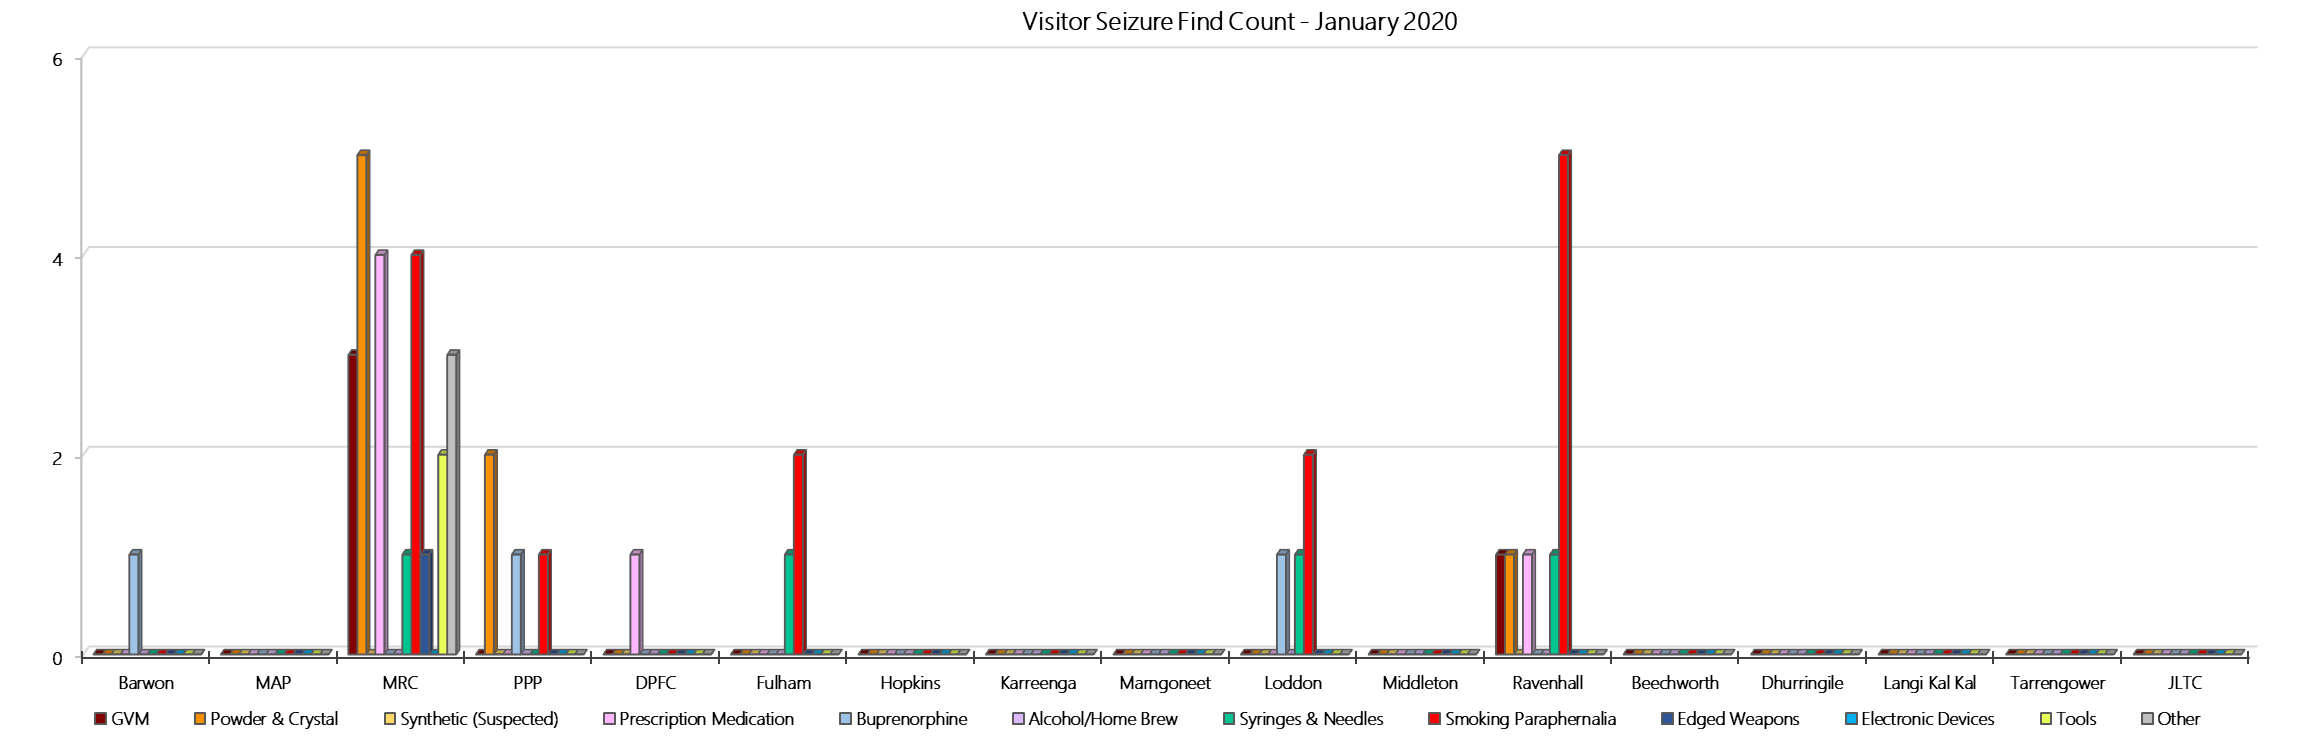 Visitor Seizure Find Count - January 2020
6
4
2
0
Barwon MAP MRC PPP DPFC Fulham Hopkins Karreenga Marngoneet Loddon Middleton Ravenhall Beechworth Dhurringile Langi Kal Kal Tarrengower JLTC
GVM Powder & Crystal Synthetic (Suspected) Prescription Medication Buprenorphine Alcohol/Home Brew Syringes & Needles Smoking Paraphernalia Edged Weapons Electronic Devices Tools Other